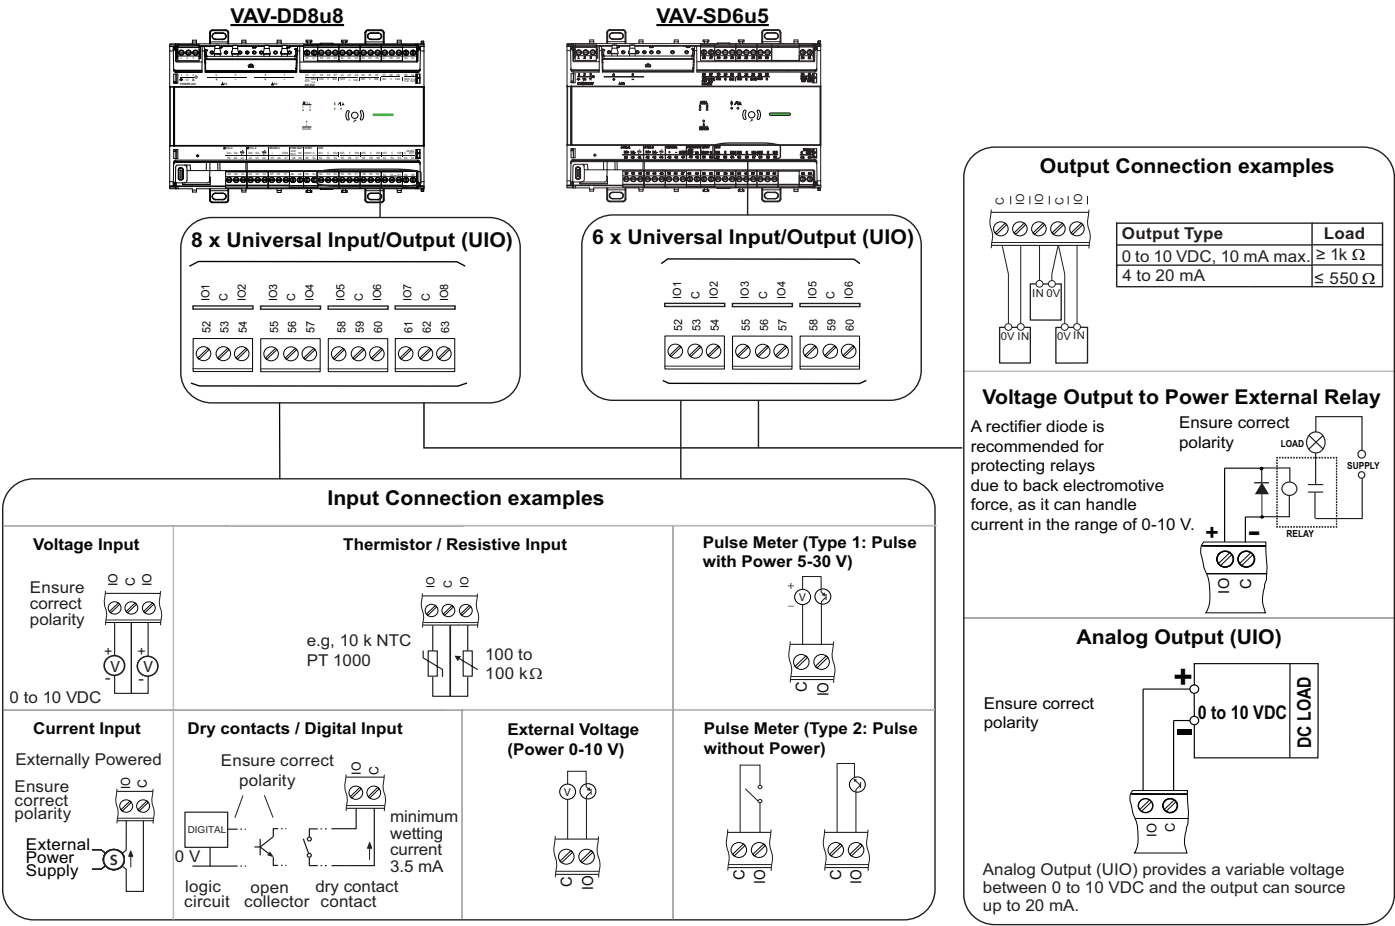 VAV-DD8u8
VAV-SD6u5
8 x Universal Input/Output (UIO)
IO1 C IO2 IO3 C IO4 IO5 C IO6 IO7 C IO8
52 53 54 55 56 57 58 59 60 61 62 63
6 x Universal Input/Output (UIO)
IO1 C IO2 IO3 C IO4 IO5 C IO6
52 53 54 55 56 57 58 59 60
Input Connection examples
Voltage Input
Ensure
correct
polarity
IO C IO
+ V - + V -
0 to 10 VDC
Thermistor / Resistive Input
IO C IO
e.g, 10 k NTC
PT 1000
100 to
100 kΩ
Pulse Meter (Type 1: Pulse
with Power 5-30 V)
+
V
–
C IO
Current Input
Externally Powered
Ensure
correct
polarity
IO C
External
Power
Supply
S
Dry contacts / Digital Input
Ensure correct
polarity
IO C
DIGITAL
0 V
minimum
wetting
current
3.5 mA
logic
circuit
open
collector
dry contact
contact
External Voltage
(Power 0-10 V)
V
C IO
Pulse Meter (Type 2: Pulse
without Power)
C IO
C IO
Output Connection examples
C IO IO C IO
IN 0V
0V IN
0V IN
Output Type Load
0 to 10 VDC, 10 mA max. ≥ 1k Ω
4 to 20 mA ≤ 550 Ω
Voltage Output to Power External Relay
A rectifier diode is
recommended for
protecting relays
due to back electromotive
force, as it can handle
current in the range of 0-10 V.
Ensure correct
polarity
LOAD
SUPPLY
RELAY
+ -
IO C
Analog Output (UIO)
Ensure correct
polarity
+
-
0 to 10 VDC
DC LOAD
IO C
Analog Output (UIO) provides a variable voltage
between 0 to 10 VDC and the output can source
up to 20 mA.